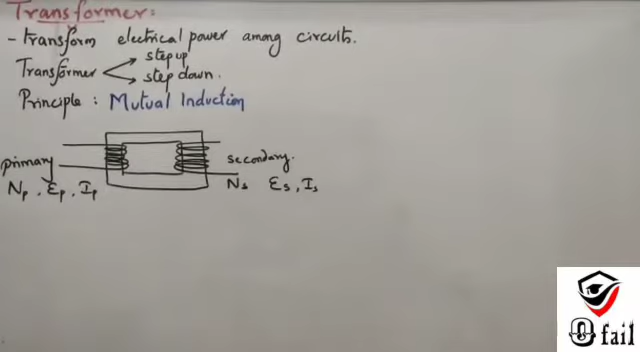 Transformer:
- transform electrical power among circuits.
Transformer
step up
step down.
Principle : Mutual Induction
primary
secondary.
Np, Ep, Ip
Ns Es, Is
0 fail